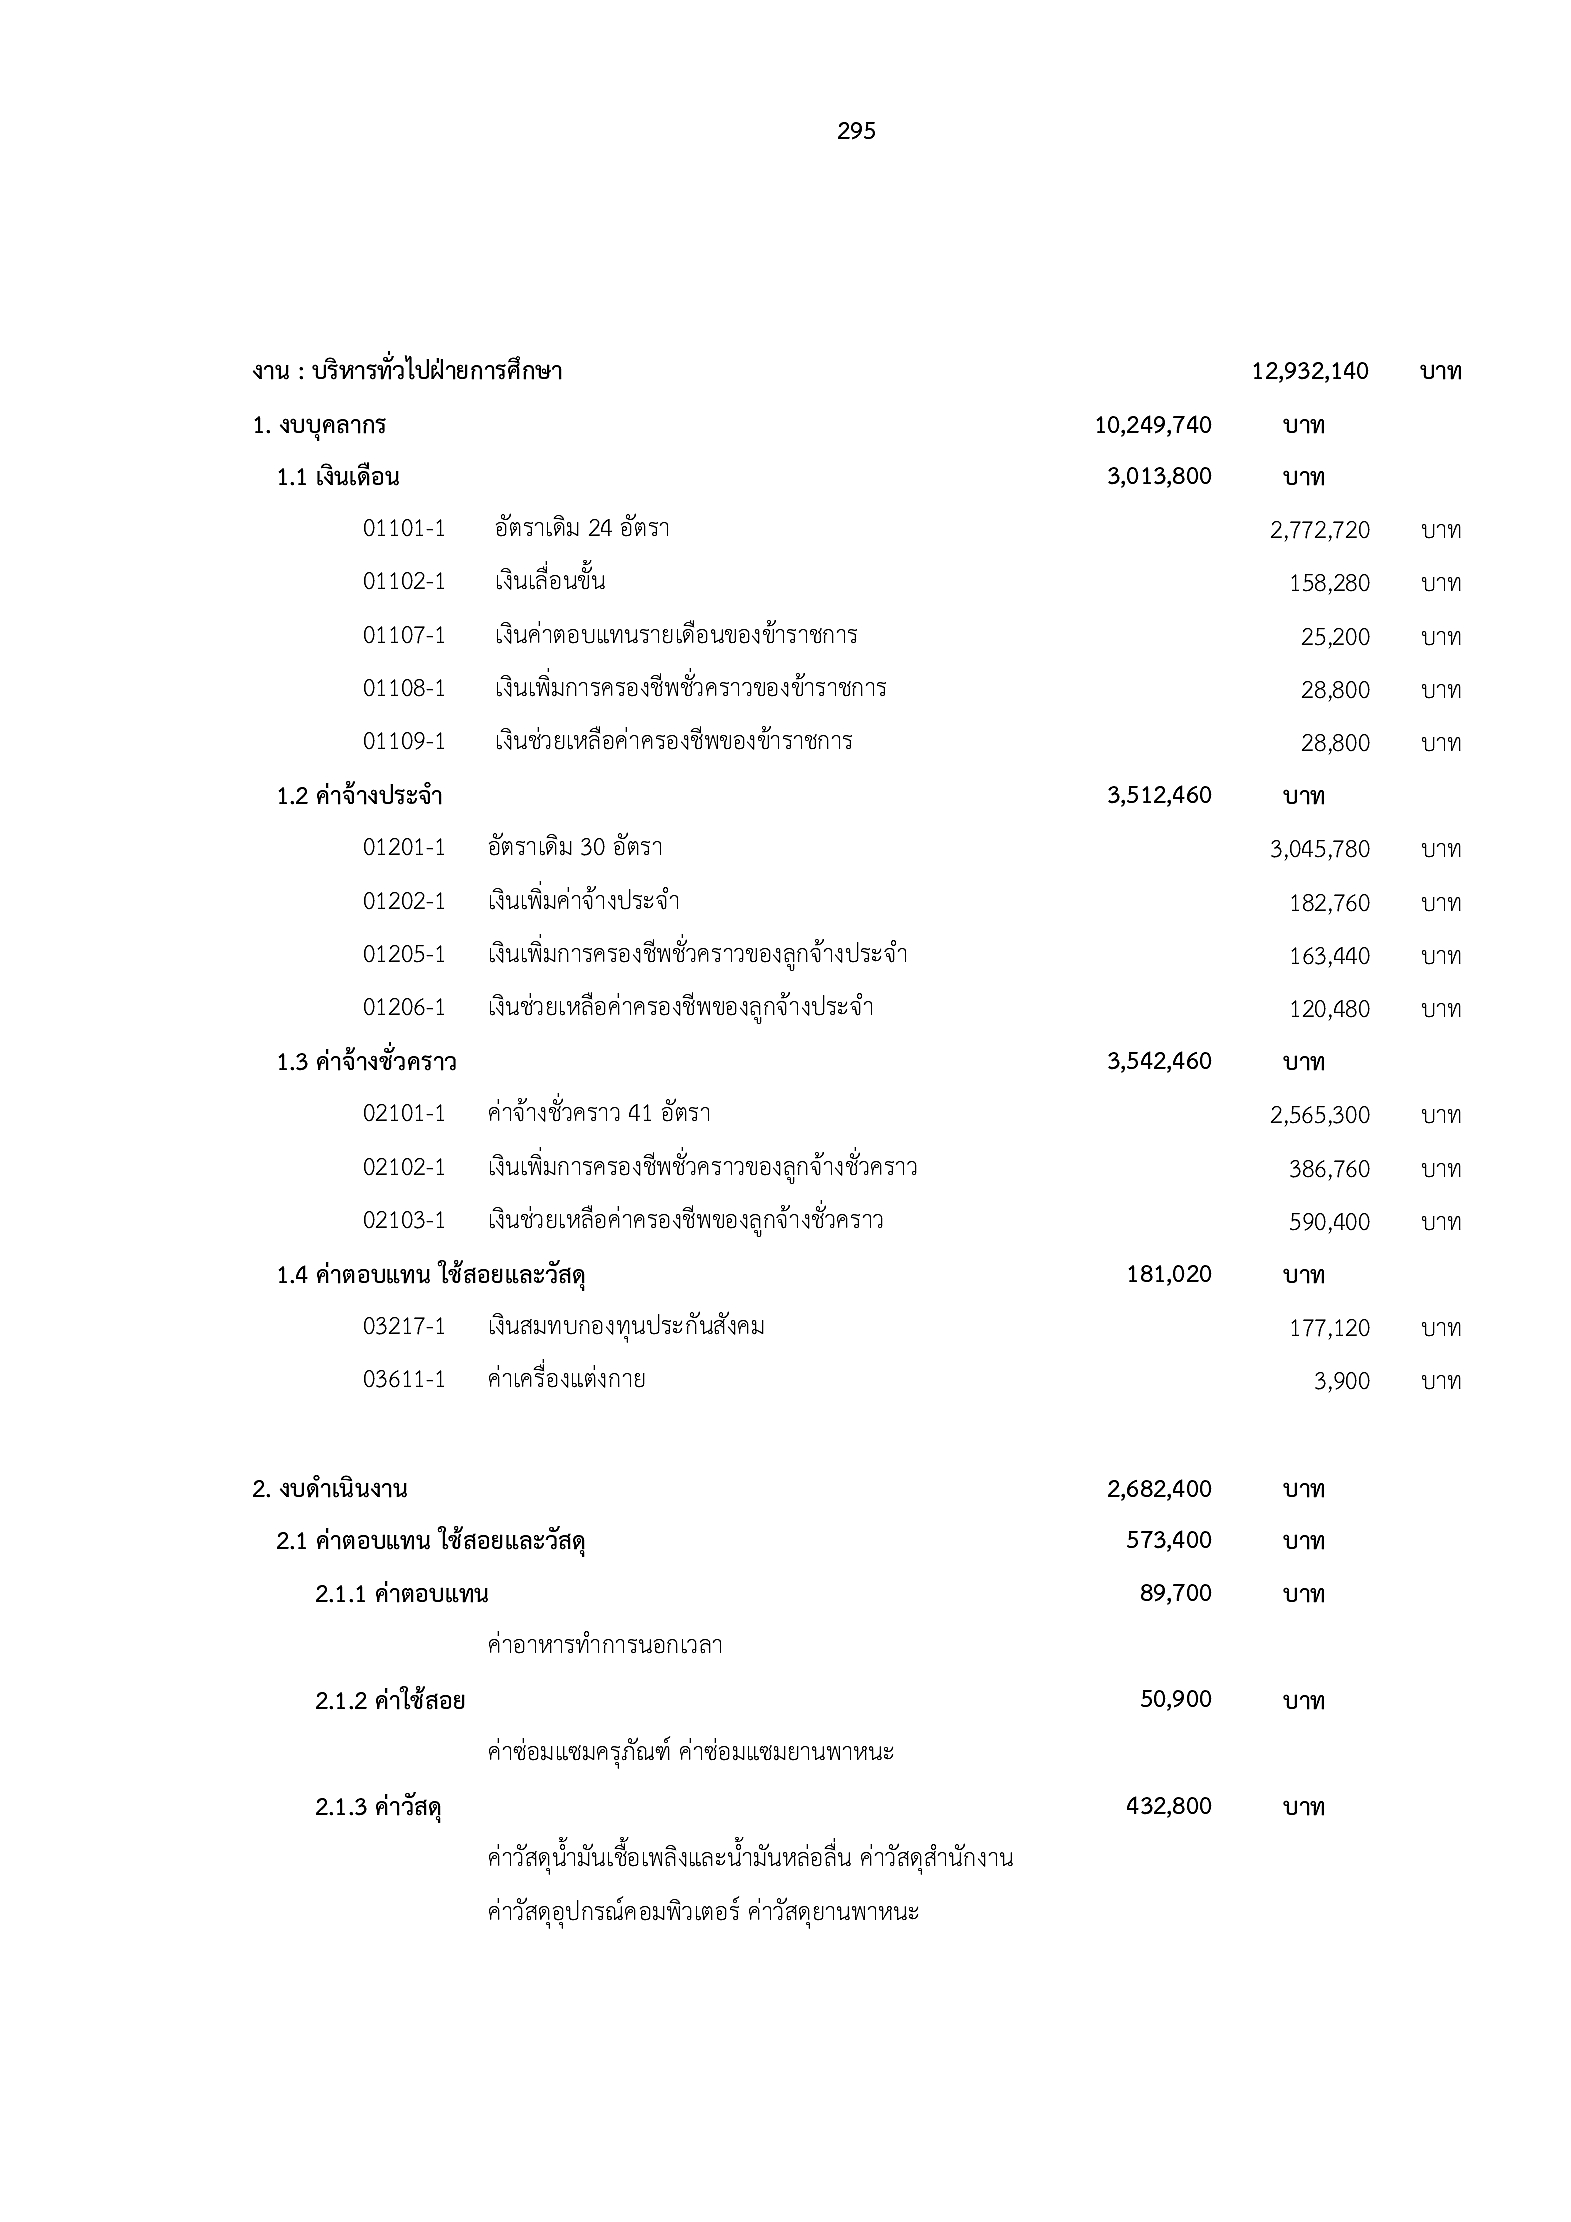 295
งาน : บริหารทั่วไปฝ่ายการศึกษา 12,932,140 บาท
1. งบบุคลากร 10,249,740 บาท
1.1 เงินเดือน 3,013,800 บาท
01101-1 อัตราเดิม 24 อัตรา 2,772,720 บาท
01102-1 เงินเลื่อนขั้น 158,280 บาท
01107-1 เงินค่าตอบแทนรายเดือนของข้าราชการ 25,200 บาท
01108-1 เงินเพิ่มการครองชีพชั่วคราวของข้าราชการ 28,800 บาท
01109-1 เงินช่วยเหลือค่าครองชีพของข้าราชการ 28,800 บาท
1.2 ค่าจ้างประจำ 3,512,460 บาท
01201-1 อัตราเดิม 30 อัตรา 3,045,780 บาท
01202-1 เงินเพิ่มค่าจ้างประจำ 182,760 บาท
01205-1 เงินเพิ่มการครองชีพชั่วคราวของลูกจ้างประจำ 163,440 บาท
01206-1 เงินช่วยเหลือค่าครองชีพของลูกจ้างประจำ 120,480 บาท
1.3 ค่าจ้างชั่วคราว 3,542,460 บาท
02101-1 ค่าจ้างชั่วคราว 41 อัตรา 2,565,300 บาท
02102-1 เงินเพิ่มการครองชีพชั่วคราวของลูกจ้างชั่วคราว 386,760 บาท
02103-1 เงินช่วยเหลือค่าครองชีพของลูกจ้างชั่วคราว 590,400 บาท
1.4 ค่าตอบแทน ใช้สอยและวัสดุ 181,020 บาท
03217-1 เงินสมทบกองทุนประกันสังคม 177,120 บาท
03611-1 ค่าเครื่องแต่งกาย 3,900 บาท
2. งบดำเนินงาน 2,682,400 บาท
2.1 ค่าตอบแทน ใช้สอยและวัสดุ 573,400 บาท
2.1.1 ค่าตอบแทน 89,700 บาท
ค่าอาหารทำการนอกเวลา
2.1.2 ค่าใช้สอย 50,900 บาท
ค่าซ่อมแซมครุภัณฑ์ ค่าซ่อมแซมยานพาหนะ
2.1.3 ค่าวัสดุ 432,800 บาท
ค่าวัสดุน้ำมันเชื้อเพลิงและน้ำมันหล่อลื่น ค่าวัสดุสำนักงาน
ค่าวัสดุอุปกรณ์คอมพิวเตอร์ ค่าวัสดุยานพาหนะ